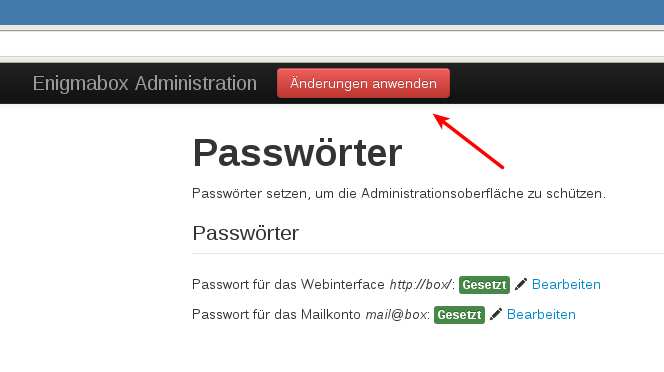 Enigmabox Administration Änderungen anwenden
Passwörter
Passwörter setzen, um die Administrationsoberfläche zu schützen.
Passwörter
Passwort für das Webinterface http://box/: Gesetzt Bearbeiten
Passwort für das Mailkonto mail@box: Gesetzt Bearbeiten